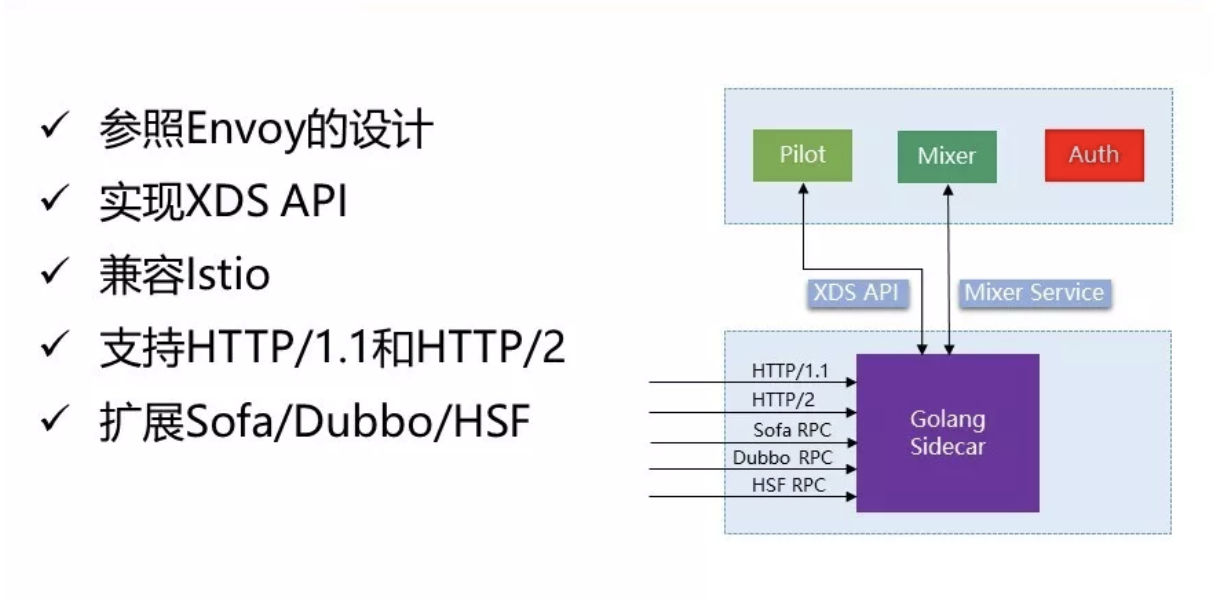 参照Envoy的设计
实现XDS API
兼容Istio
支持HTTP/1.1和HTTP/2
扩展Sofa/Dubbo/HSF
Pilot
Mixer
Auth
XDS API
Mixer Service
HTTP/1.1
HTTP/2
Sofa RPC
Dubbo RPC
HSF RPC
Golang
Sidecar